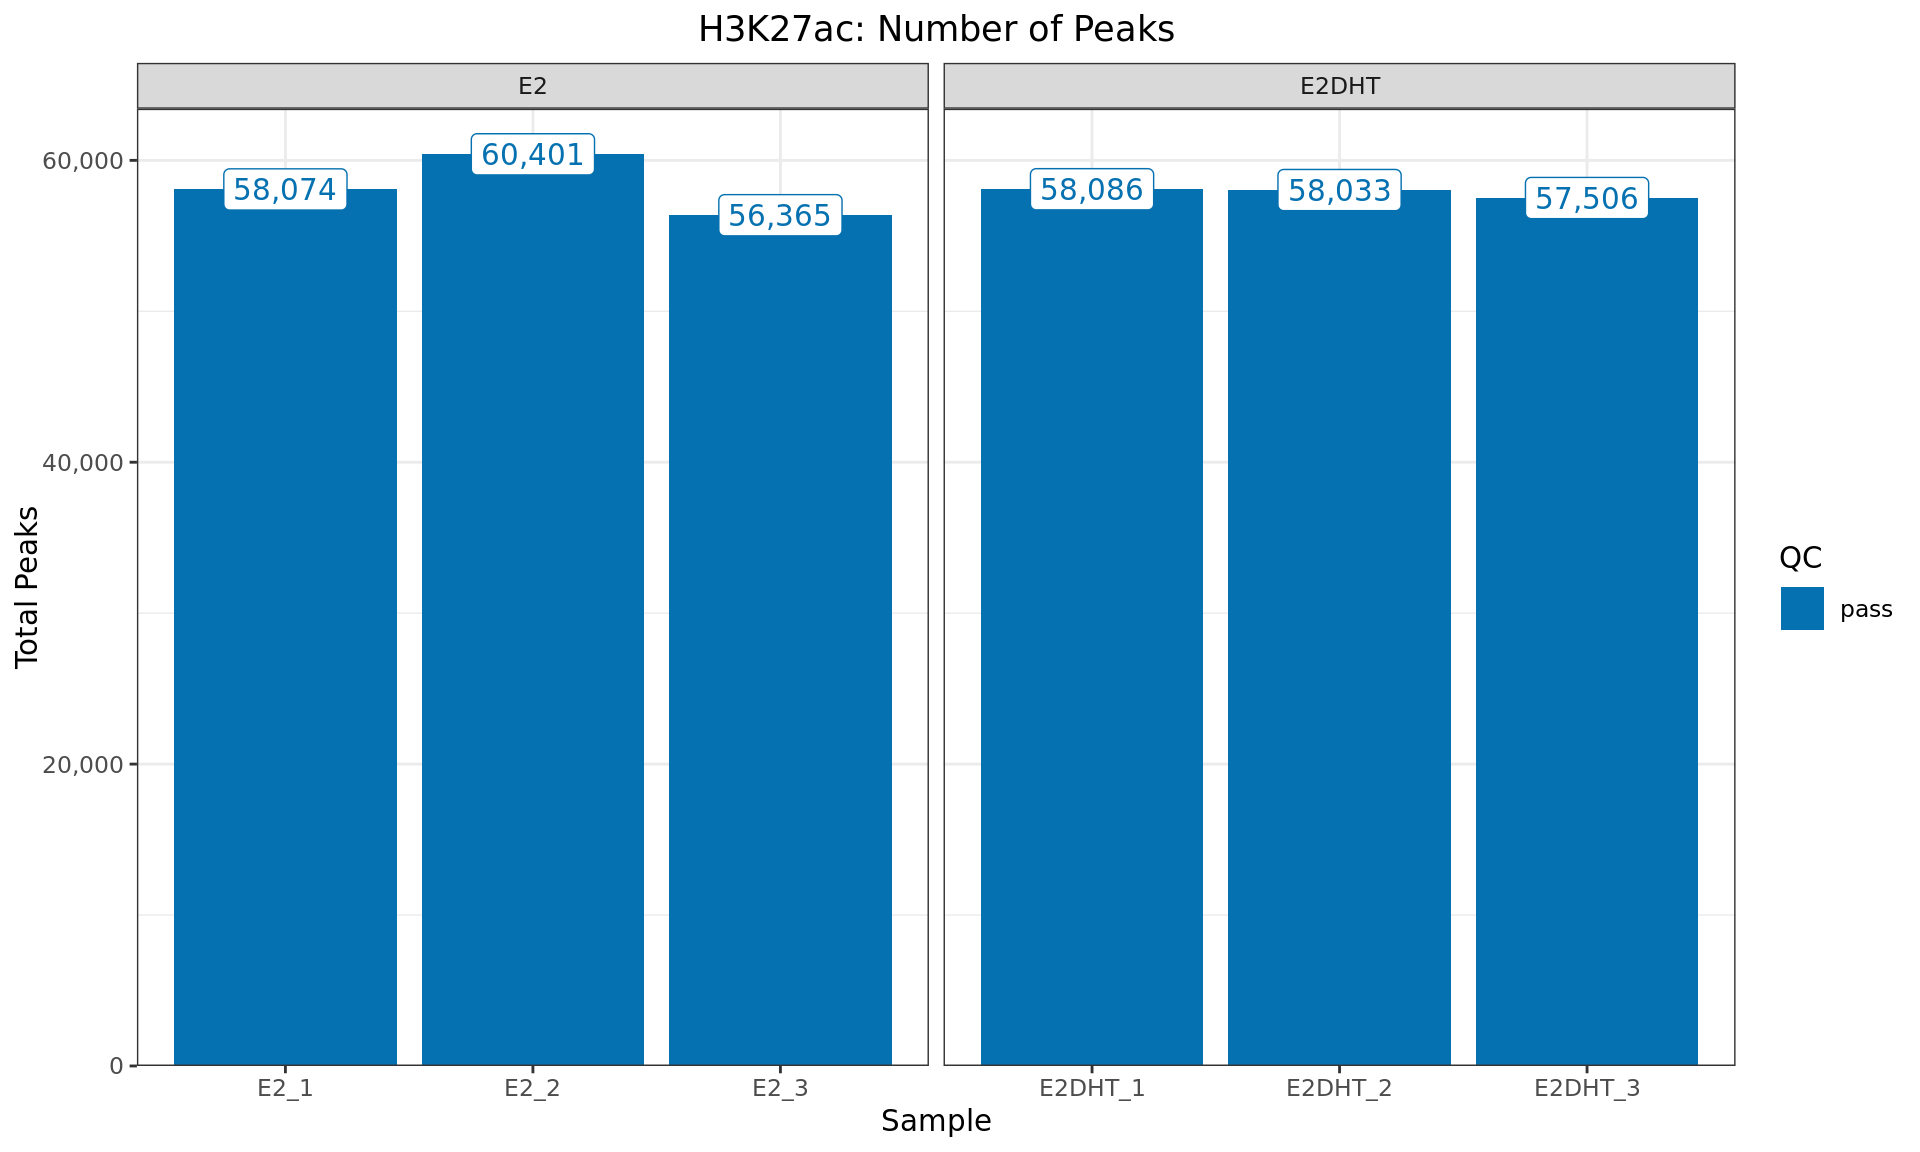 H3K27ac: Number of Peaks
E2
E2DHT
60,000
40,000
20,000
0
Total Peaks
58,074
60,401
56,365
58,086
58,033
57,506
E2_1
E2_2
E2_3
E2DHT_1
E2DHT_2
E2DHT_3
Sample
QC
pass